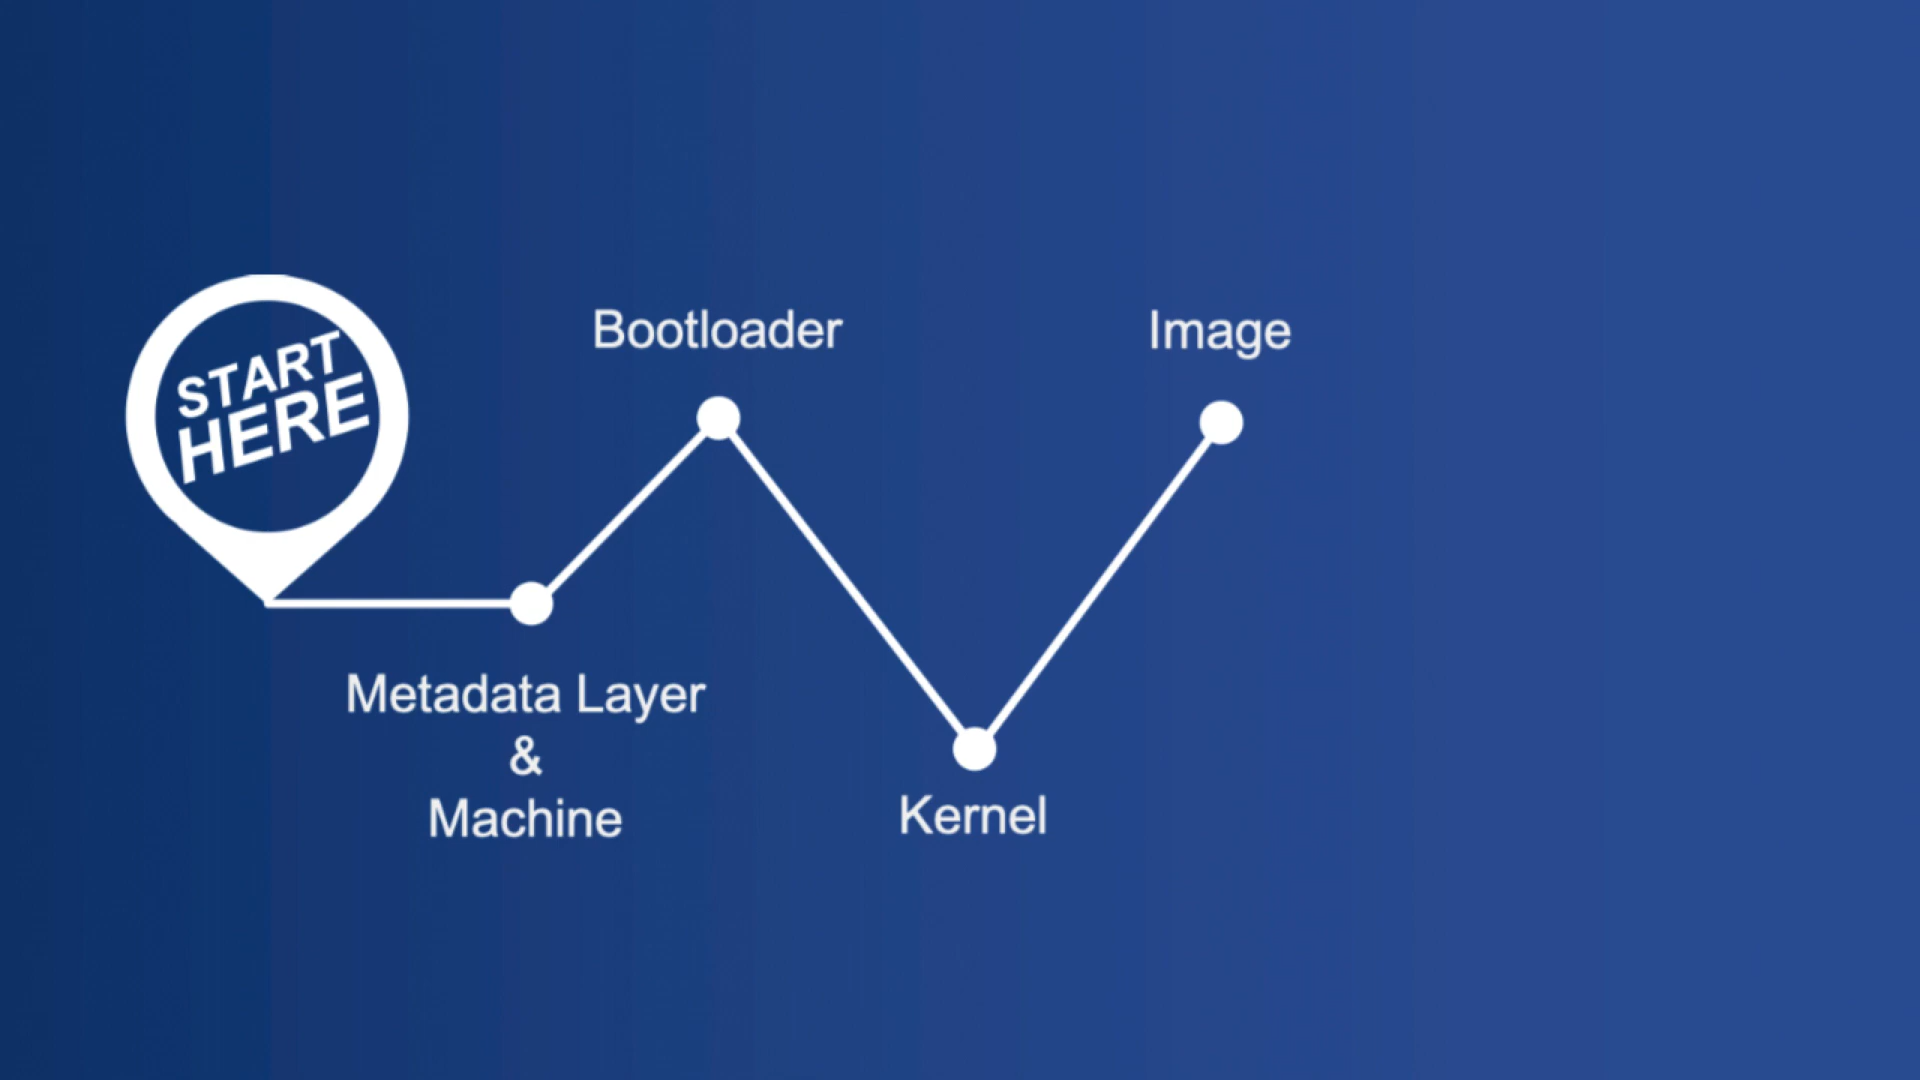 START
HERE
Bootloader
Image
Metadata Layer
&
Machine
Kernel